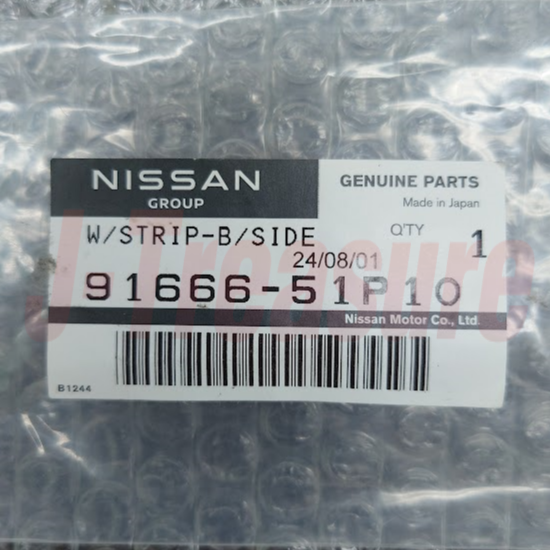 NISSAN
GROUP
GENUINE PARTS
Made in Japan
W/STRIP-B/SIDE
Q'TY 1
24/08/01
91666-51P10
Nissan Motor Co., Ltd.
B1244
J-Treasure